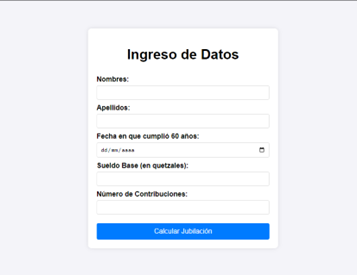 Ingreso de Datos
Nombres:
Apellidos:
Fecha en que cumplió 60 años:
dd/mm/aaaa
Sueldo Base (en quetzales):
Número de Contribuciones:
Calcular Jubilación